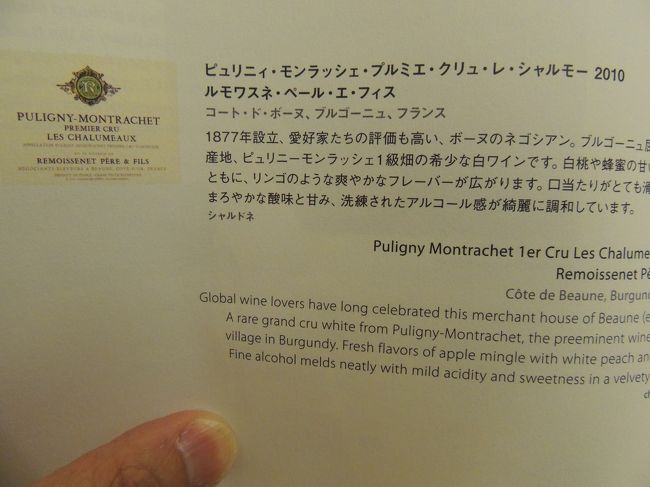 PULIGNY-MONTRACHET
PREMIER CRU
LES CHALUMEAUX
REMOISSENET PÈRE & FILS
ピュリニィ・モンラッシェ・プルミエ・クリュ・レ・シャルモー 2010
ルモワスネ・ペール・エ・フィス
コート・ド・ボーヌ、ブルゴーニュ、フランス
1877年設立、愛好家たちの評価も高い、ボーヌのネゴシアン。ブルゴーニュ
産地、ピュリニーモンラッシェ1級畑の希少な白ワインです。白桃や蜂蜜の甘
ともに、リンゴのような爽やかなフレーバーが広がります。口当たりがとても
まろやかな酸味と甘み、洗練されたアルコール感が綺麗に調和しています。
シャルドネ
Puligny Montrachet 1er Cru Les Chalume
Remoissenet Pè
Côte de Beaune, Burgun
Global wine lovers have long celebrated this merchant house of Beaune (e
A rare grand cru white from Puligny-Montrachet, the preeminent wine
village in Burgundy. Fresh flavors of apple mingle with white peach an
Fine alcohol melds neatly with mild acidity and sweetness in a velvety